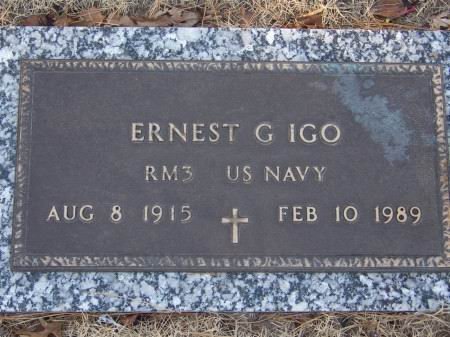 ERNEST G IGO
RM3 US NAVY
AUG 8 1915 FEB 10 1989